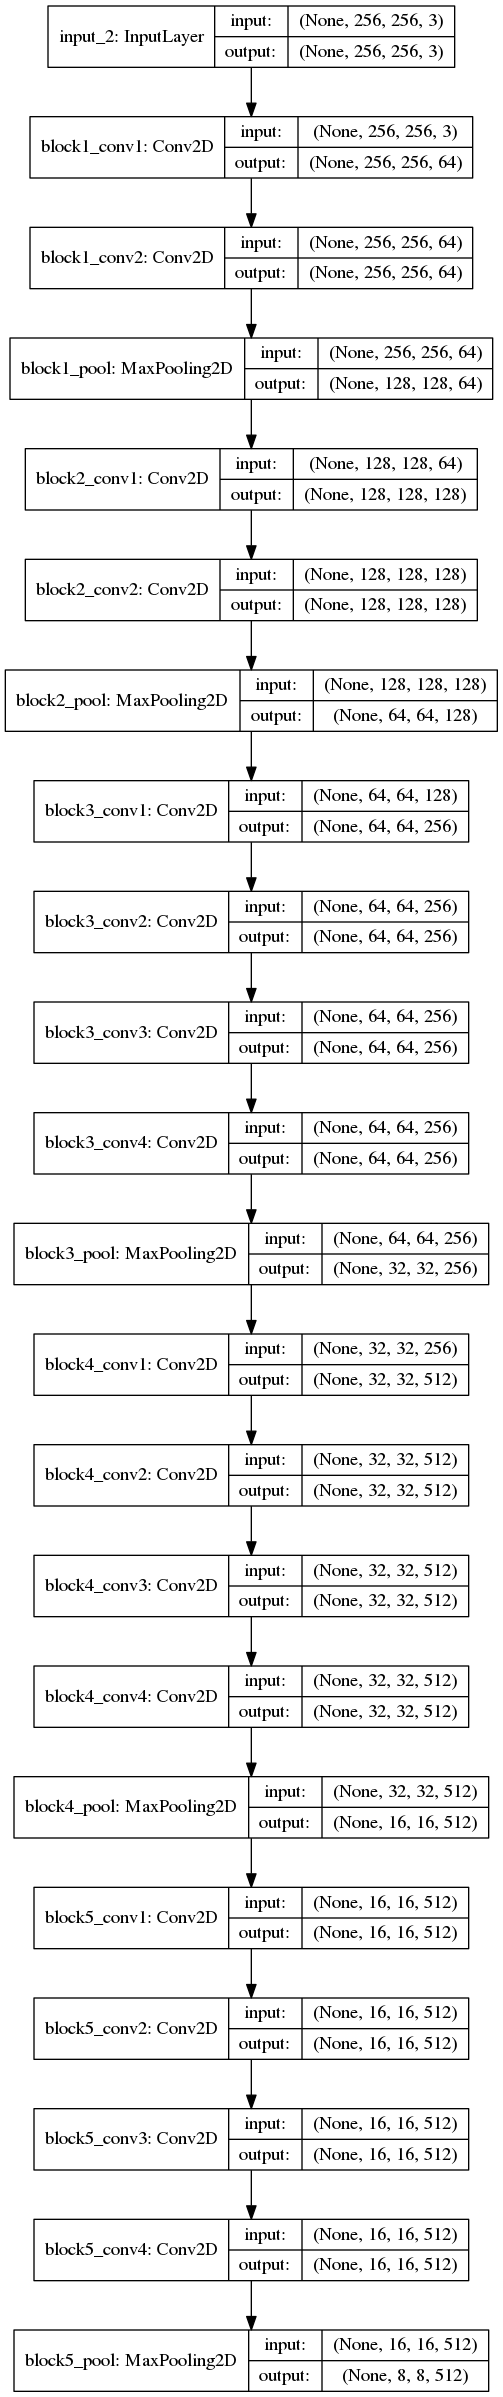 input_2: InputLayer
input: (None, 256, 256, 3)
output: (None, 256, 256, 3)
block1_conv1: Conv2D
input: (None, 256, 256, 3)
output: (None, 256, 256, 64)
block1_conv2: Conv2D
input: (None, 256, 256, 64)
output: (None, 256, 256, 64)
block1_pool: MaxPooling2D
input: (None, 256, 256, 64)
output: (None, 128, 128, 64)
block2_conv1: Conv2D
input: (None, 128, 128, 64)
output: (None, 128, 128, 128)
block2_conv2: Conv2D
input: (None, 128, 128, 128)
output: (None, 128, 128, 128)
block2_pool: MaxPooling2D
input: (None, 128, 128, 128)
output: (None, 64, 64, 128)
block3_conv1: Conv2D
input: (None, 64, 64, 128)
output: (None, 64, 64, 256)
block3_conv2: Conv2D
input: (None, 64, 64, 256)
output: (None, 64, 64, 256)
block3_conv3: Conv2D
input: (None, 64, 64, 256)
output: (None, 64, 64, 256)
block3_conv4: Conv2D
input: (None, 64, 64, 256)
output: (None, 64, 64, 256)
block3_pool: MaxPooling2D
input: (None, 64, 64, 256)
output: (None, 32, 32, 256)
block4_conv1: Conv2D
input: (None, 32, 32, 256)
output: (None, 32, 32, 512)
block4_conv2: Conv2D
input: (None, 32, 32, 512)
output: (None, 32, 32, 512)
block4_conv3: Conv2D
input: (None, 32, 32, 512)
output: (None, 32, 32, 512)
block4_conv4: Conv2D
input: (None, 32, 32, 512)
output: (None, 32, 32, 512)
block4_pool: MaxPooling2D
input: (None, 32, 32, 512)
output: (None, 16, 16, 512)
block5_conv1: Conv2D
input: (None, 16, 16, 512)
output: (None, 16, 16, 512)
block5_conv2: Conv2D
input: (None, 16, 16, 512)
output: (None, 16, 16, 512)
block5_conv3: Conv2D
input: (None, 16, 16, 512)
output: (None, 16, 16, 512)
block5_conv4: Conv2D
input: (None, 16, 16, 512)
output: (None, 16, 16, 512)
block5_pool: MaxPooling2D
input: (None, 16, 16, 512)
output: (None, 8, 8, 512)